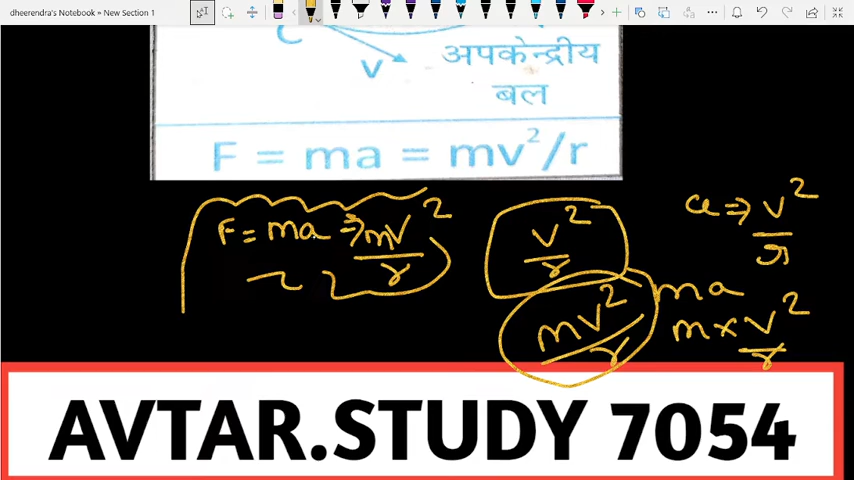 dheerendra's Notebook » New Section 1
C
V
अपकेन्द्रीय
बल
F = ma = mv²/r
F = ma ⇒ mv²/r
v²/r
a ⇒ v²/r
mv²/r
ma
m × v²/r
AVTAR.STUDY 7054